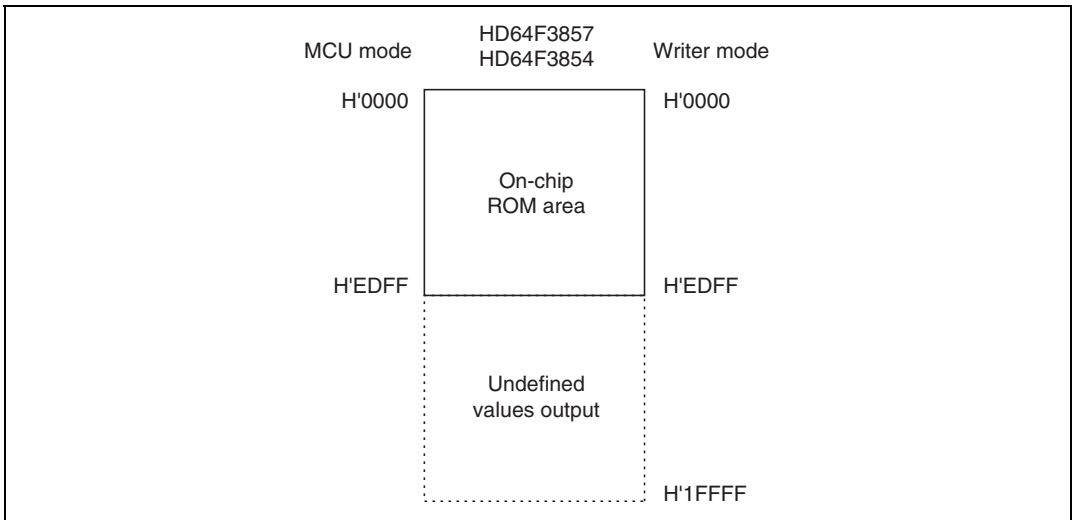 HD64F3857
MCU mode HD64F3854 Writer mode
H'0000 H'0000
On-chip
ROM area
H'EDFF H'EDFF
Undefined
values output
H'1FFFF